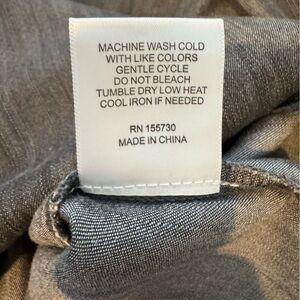 MACHINE WASH COLD
WITH LIKE COLORS
GENTLE CYCLE
DO NOT BLEACH
TUMBLE DRY LOW HEAT
COOL IRON IF NEEDED
RN 155730
MADE IN CHINA